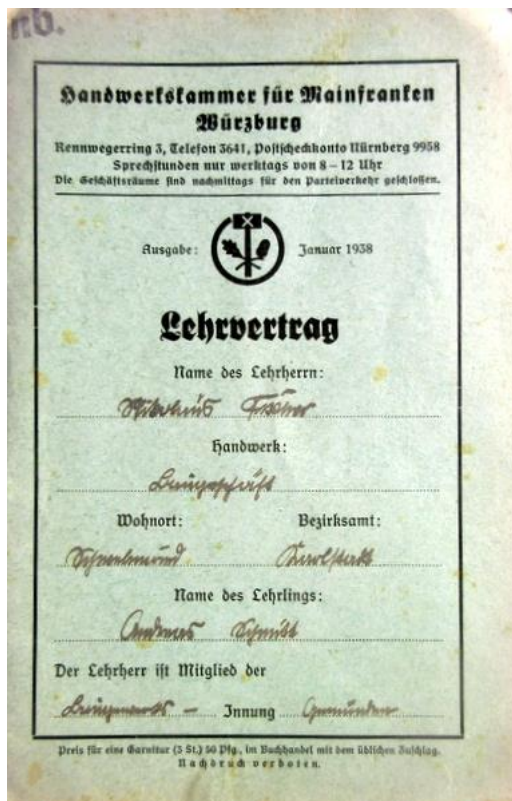 nb.
Handwerkskammer für Mainfranken
Würzburg
Rennwegerring 3, Telefon 3641, Postscheckkonto Nürnberg 9958
Sprechstunden nur werktags von 8–12 Uhr
Die Geschäftsräume sind nachmittags für den Parteiverkehr geschlossen.
Ausgabe: Januar 1938
Lehrvertrag
Name des Lehrherrn:
Nikolaus
Handwerk:
Baugeschäft
Wohnort: Bezirksamt:
Karlstadt
Name des Lehrlings:
Andreas Schmitt
Der Lehrherr ist Mitglied der
– Innung Gemünden
Preis für eine Garnitur (3 St.) 50 Pfg., im Buchhandel mit dem üblichen Zuschlag.
Nachdruck verboten.